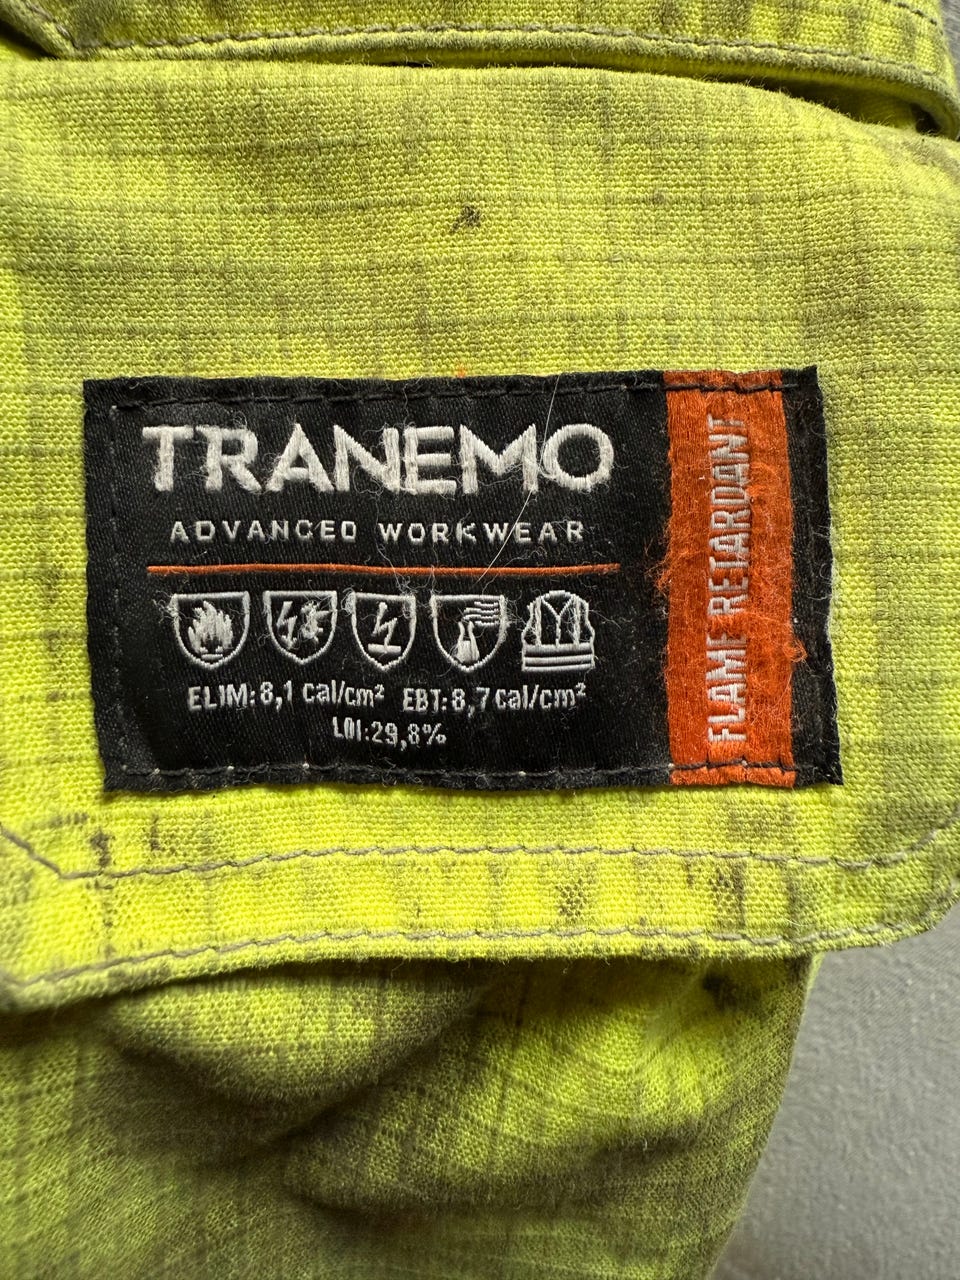 TRANEMO
ADVANCED WORKWEAR
ELIM: 8,1 cal/cm² EBT: 8,7 cal/cm²
LOI: 29,8%
FLAME RETARDANT